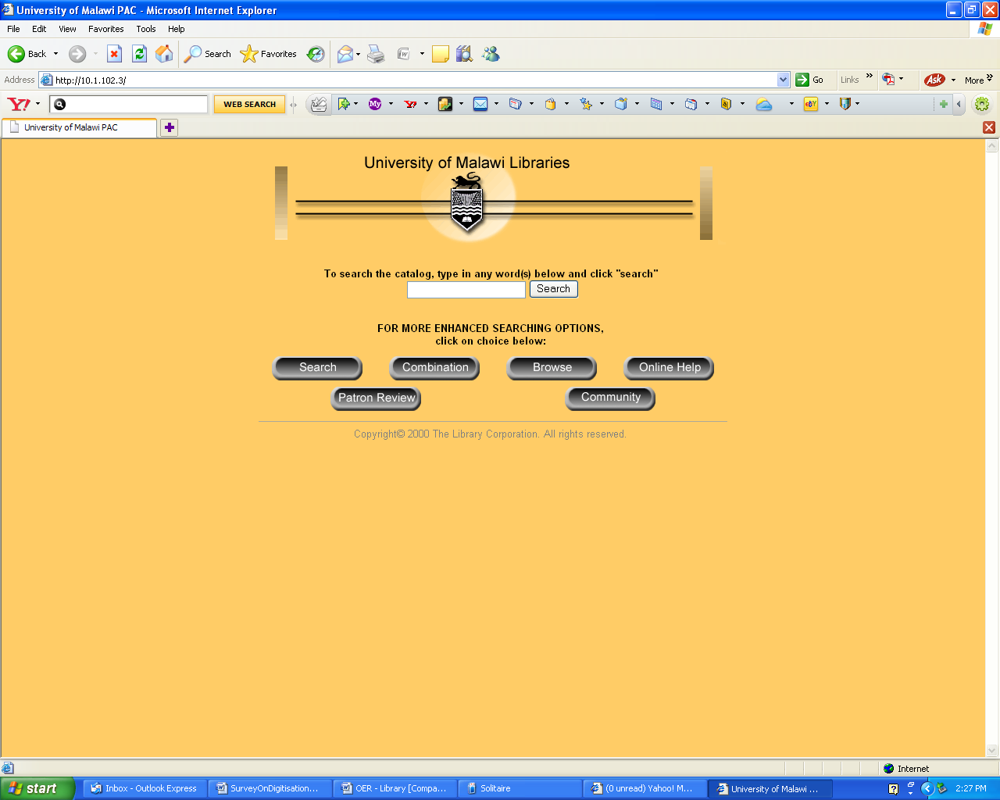 University of Malawi PAC - Microsoft Internet Explorer
File Edit View Favorites Tools Help
Back Search Favorites
Address http://10.1.102.3/ Go Links » Ask More »
Y! WEB SEARCH My Y! eBY
University of Malawi PAC
University of Malawi Libraries
To search the catalog, type in any word(s) below and click "search"
Search
FOR MORE ENHANCED SEARCHING OPTIONS,
click on choice below:
Search Combination Browse Online Help
Patron Review Community
Copyright© 2000 The Library Corporation. All rights reserved.
Internet
start Inbox - Outlook Express SurveyOnDigitisation... OER - Library [Compa... Solitaire (0 unread) Yahoo! M... University of Malawi ... 2:27 PM